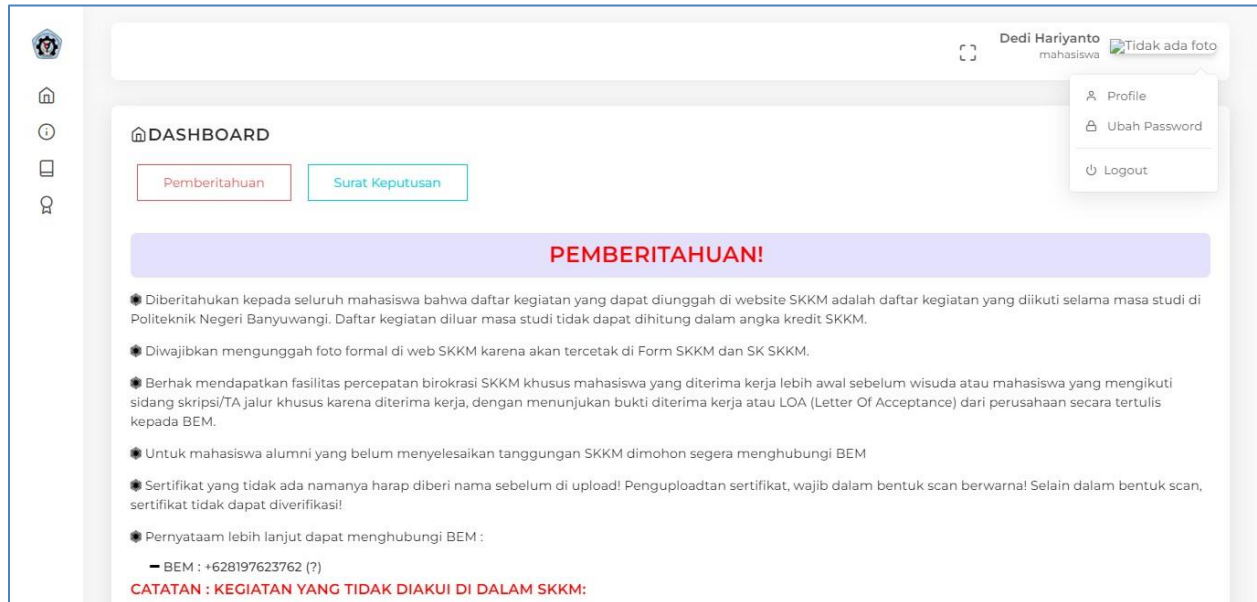 Dedi Hariyanto
mahasiswa
Tidak ada foto
Profile
Ubah Password
Logout
DASHBOARD
Pemberitahuan
Surat Keputusan
PEMBERITAHUAN!
Diberitahukan kepada seluruh mahasiswa bahwa daftar kegiatan yang dapat diunggah di website SKKM adalah daftar kegiatan yang diikuti selama masa studi di
Politeknik Negeri Banyuwangi. Daftar kegiatan diluar masa studi tidak dapat dihitung dalam angka kredit SKKM.
Diwajibkan mengunggah foto formal di web SKKM karena akan tercetak di Form SKKM dan SK SKKM.
Berhak mendapatkan fasilitas percepatan birokrasi SKKM khusus mahasiswa yang diterima kerja lebih awal sebelum wisuda atau mahasiswa yang mengikuti
sidang skripsi/TA jalur khusus karena diterima kerja, dengan menunjukan bukti diterima kerja atau LOA (Letter Of Acceptance) dari perusahaan secara tertulis
kepada BEM.
Untuk mahasiswa alumni yang belum menyelesaikan tanggungan SKKM dimohon segera menghubungi BEM
Sertifikat yang tidak ada namanya harap diberi nama sebelum di upload! Penguploadtan sertifikat, wajib dalam bentuk scan berwarna! Selain dalam bentuk scan,
sertifikat tidak dapat diverifikasi!
Pernyataam lebih lanjut dapat menghubungi BEM :
BEM : +628197623762 (?)
CATATAN : KEGIATAN YANG TIDAK DIAKUI DI DALAM SKKM: